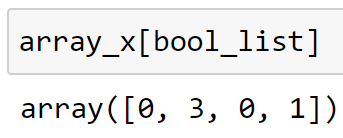 array_x[bool_list]
array([0, 3, 0, 1])